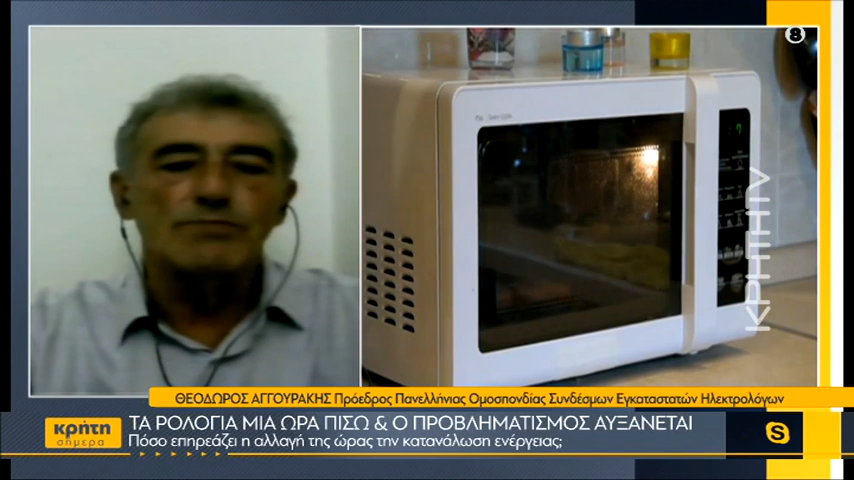 8
ΚΡΗΤΗ TV
ΘΕΟΔΩΡΟΣ ΑΓΓΟΥΡΑΚΗΣ Πρόεδρος Πανελλήνιας Ομοσπονδίας Συνδέσμων Εγκαταστατών Ηλεκτρολόγων
κρήτη
σήμερα
ΤΑ ΡΟΛΟΓΙΑ ΜΙΑ ΩΡΑ ΠΙΣΩ & Ο ΠΡΟΒΛΗΜΑΤΙΣΜΟΣ ΑΥΞΑΝΕΤΑΙ
Πόσο επηρεάζει η αλλαγή της ώρας την κατανάλωση ενέργειας;
S